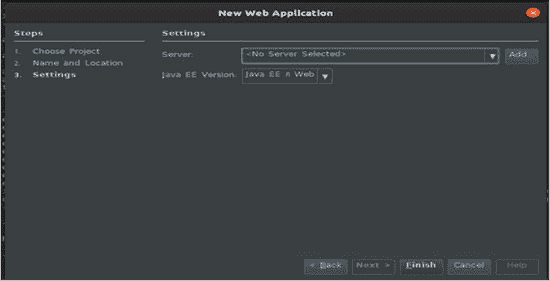 New Web Application
Steps
1. Choose Project
2. Name and Location
3. Settings
Settings
Server: <No Server Selected> Add...
Java EE Version: Java EE 8 Web
< Back Next > Finish Cancel Help